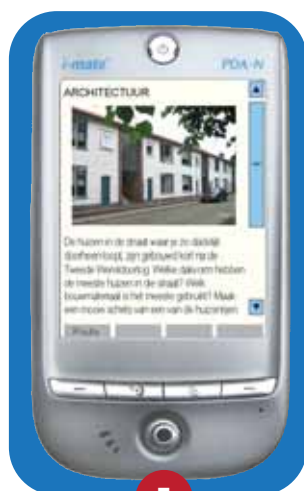 i-mate PDA-N
ARCHITECTUUR
De huizen in de straat waar je zo dadelijk
doorheen loopt, zijn gebouwd kort na de
Tweede Wereldoorlog. Welke dakvorm hebben
de meeste huizen in de straat? Welk
bouwmateriaal is het meeste gebruikt? Maak
een mooie schets van een van de huizentypen.